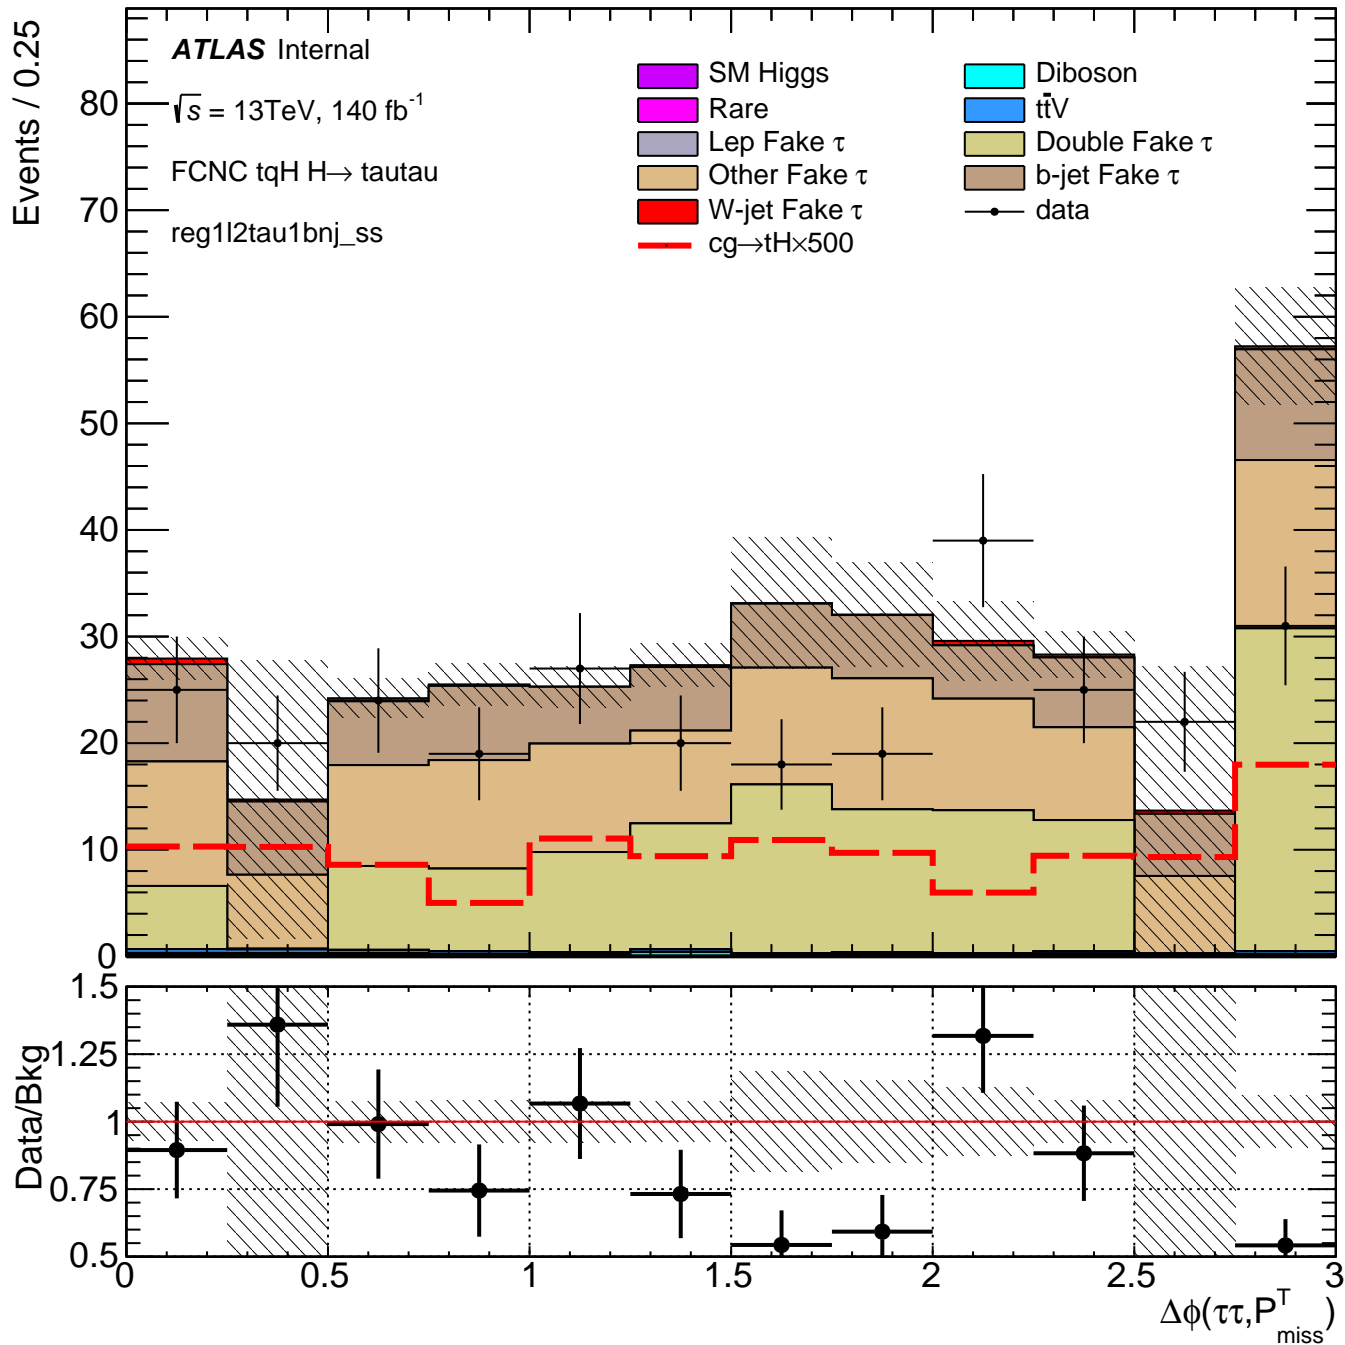 Events / 0.25
ATLAS Internal
√s = 13TeV, 140 fb⁻¹
FCNC tqH H→ tautau
reg1l2tau1bnj_ss
SM Higgs
Rare
Lep Fake τ
Other Fake τ
W-jet Fake τ
cg→tH×500
Diboson
tt̄V
Double Fake τ
b-jet Fake τ
data
80
70
60
50
40
30
20
10
0
Data/Bkg
1.5
1.25
1
0.75
0.5
0 0.5 1 1.5 2 2.5 3
Δϕ(ττ,P^T_miss)